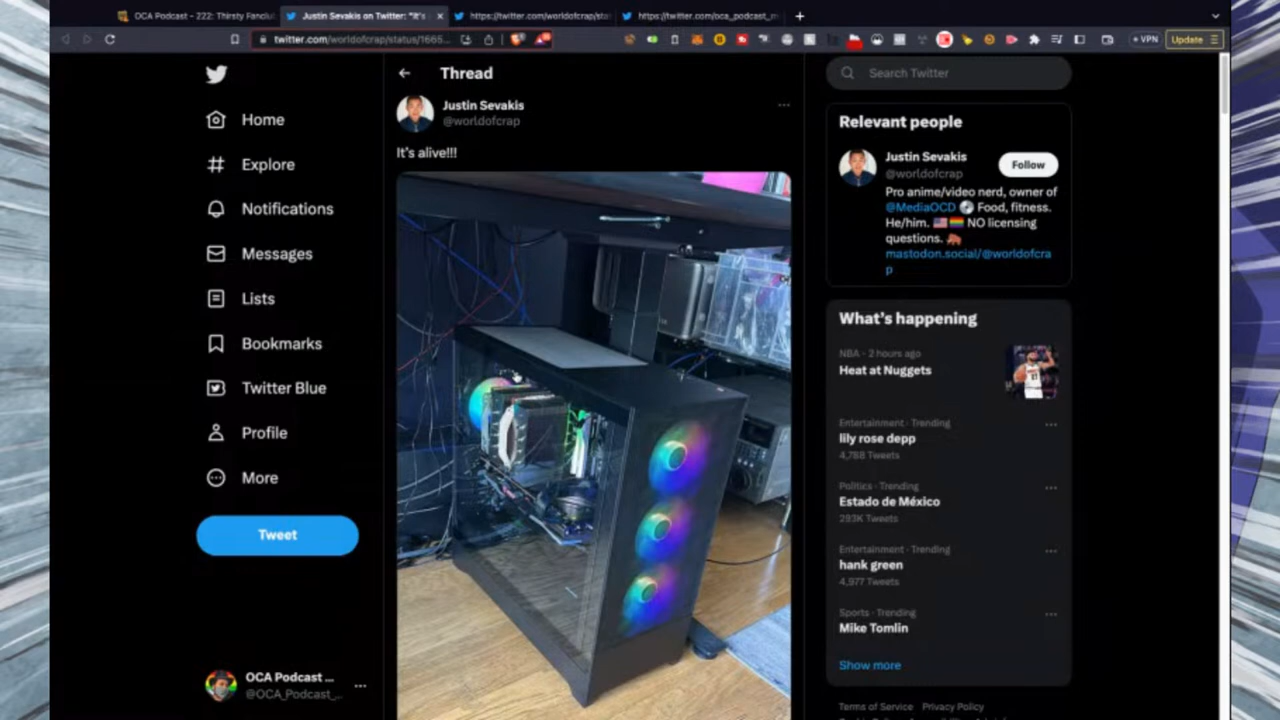 OCA Podcast - 222: Thirsty Fanclu
Justin Sevakis on Twitter: "It's
https://twitter.com/worldofcrap/sta
https://twitter.com/oca_podcast_m
twitter.com/worldofcrap/status/1665...
VPN
Update
Home
Explore
Notifications
Messages
Lists
Bookmarks
Twitter Blue
Profile
More
Tweet
OCA Podcast ...
@OCA_Podcast_...
Thread
Justin Sevakis
@worldofcrap
It's alive!!!
Search Twitter
Relevant people
Justin Sevakis
@worldofcrap
Follow
Pro anime/video nerd, owner of
@MediaOCD Food, fitness.
He/him. NO licensing
questions.
mastodon.social/@worldofcra
p
What's happening
NBA · 2 hours ago
Heat at Nuggets
Entertainment · Trending
lily rose depp
4,788 Tweets
Politics · Trending
Estado de México
293K Tweets
Entertainment · Trending
hank green
4,977 Tweets
Sports · Trending
Mike Tomlin
Show more
Terms of Service Privacy Policy